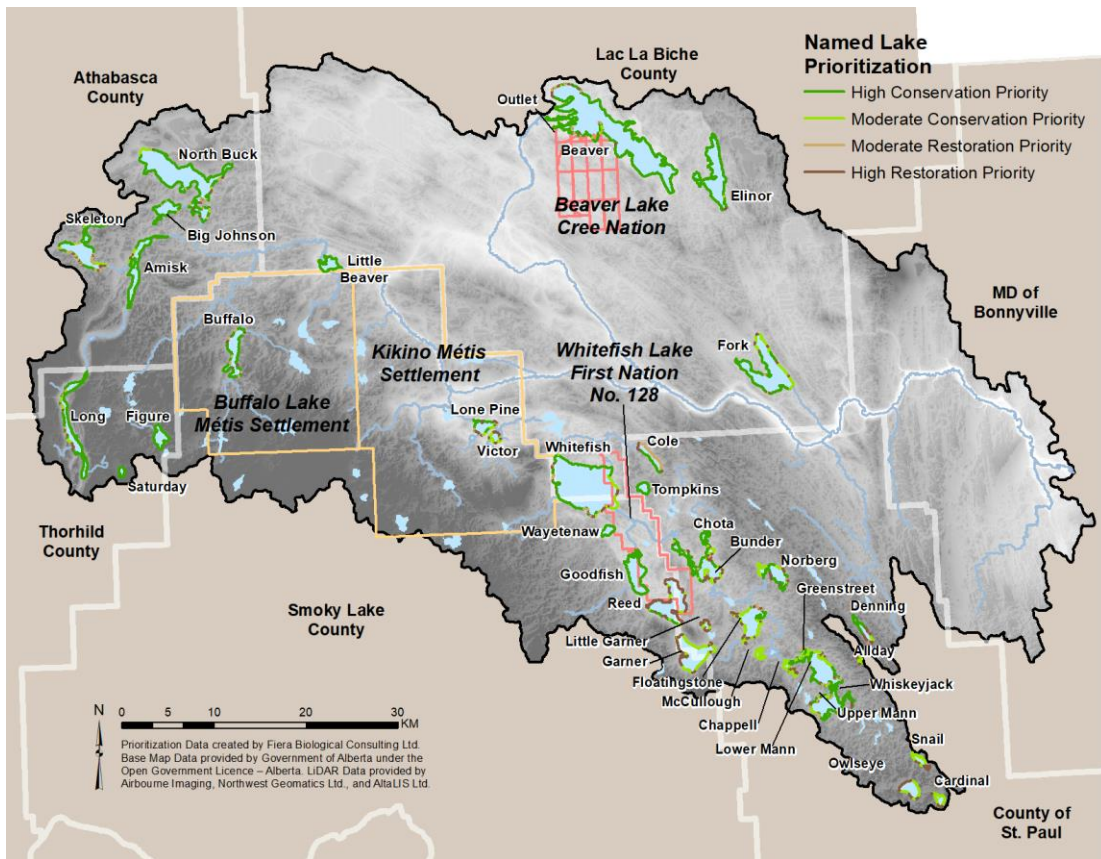 Named Lake
Prioritization
High Conservation Priority
Moderate Conservation Priority
Moderate Restoration Priority
High Restoration Priority
Athabasca
County
Lac La Biche
County
Outlet
Beaver
North Buck
Elinor
Beaver Lake
Cree Nation
Skeleton
Big Johnson
Amisk
Little
Beaver
MD of
Bonnyville
Buffalo
Kikino Métis
Settlement
Whitefish Lake
First Nation
No. 128
Fork
Buffalo Lake
Métis Settlement
Long
Figure
Lone Pine
Victor
Whitefish
Cole
Saturday
Tompkins
Thorhild
County
Wayetenaw
Chota
Bunder
Goodfish
Norberg
Greenstreet
Smoky Lake
County
Reed
Denning
Little Garner
Allday
Garner
Floatingstone
Whiskeyjack
McCullough
Upper Mann
Chappell
Lower Mann
Snail
Owlseye
Cardinal
County of
St. Paul
N
0 5 10 20 30
KM
Prioritization Data created by Fiera Biological Consulting Ltd.
Base Map Data provided by Government of Alberta under the
Open Government Licence – Alberta. LiDAR Data provided by
Airbourne Imaging, Northwest Geomatics Ltd., and AltaLIS Ltd.